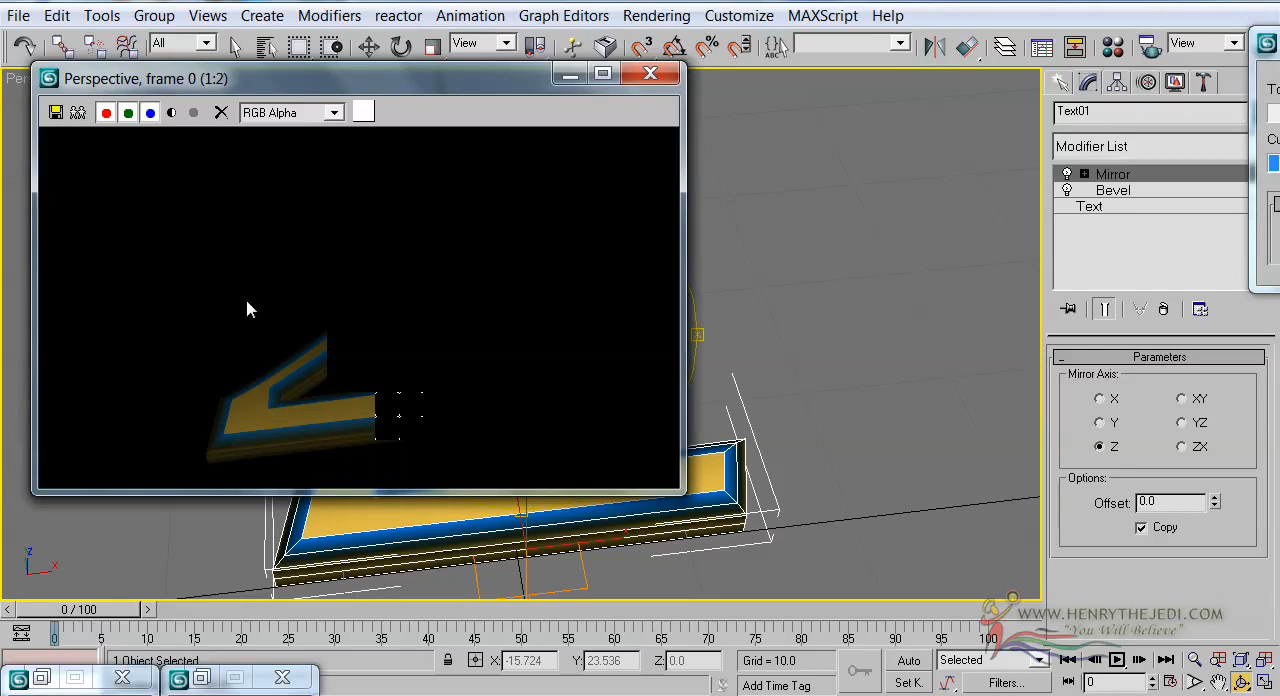 File Edit Tools Group Views Create Modifiers reactor Animation Graph Editors Rendering Customize MAXScript Help
All View View
Per
Perspective, frame 0 (1:2)
RGB Alpha
Text01
Modifier List
Mirror
Bevel
Text
Parameters
Mirror Axis:
X XY
Y YZ
Z ZX
Options:
Offset: 0.0
Copy
z
x
0 / 100
WWW.HENRYTHEJEDI.COM
"You Will Believe"
0 5 10 15 20 25 30 35 40 45 50 55 60 65 70 75 80 85 90 95 100
1 Object Selected X: -15.724 Y: 23.536 Z: 0.0 Grid = 10.0 Auto Selected
Add Time Tag Set K. Filters... 0